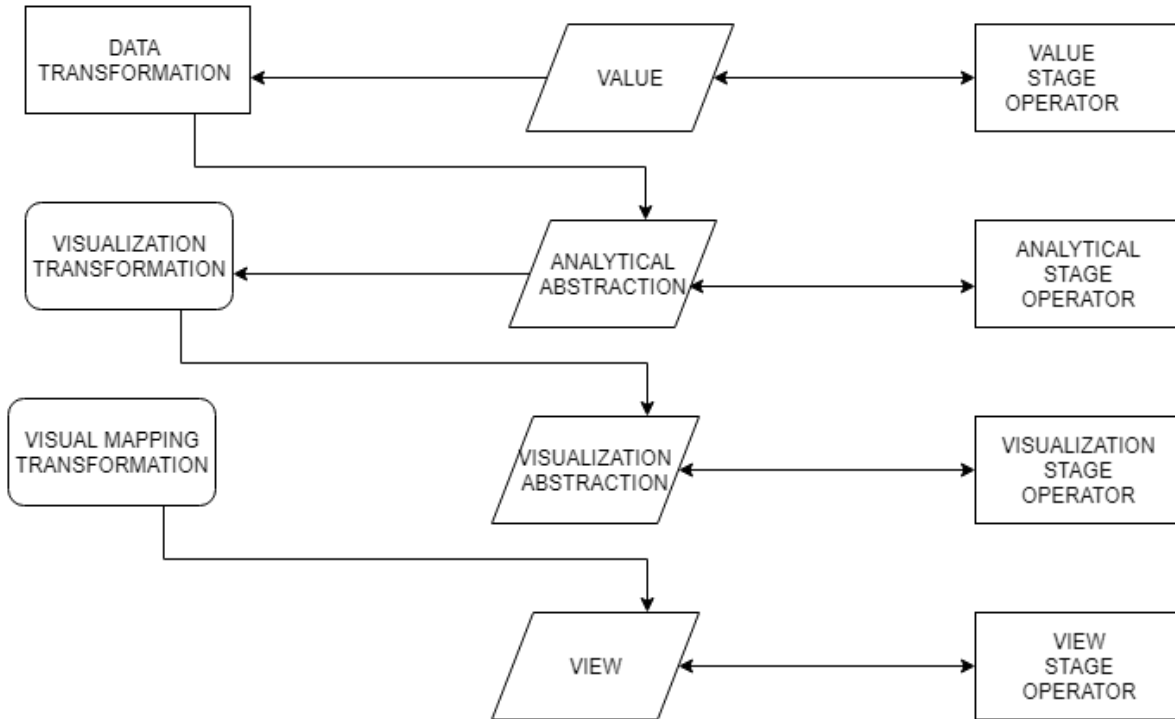 DATA
TRANSFORMATION
VALUE
VALUE
STAGE
OPERATOR
VISUALIZATION
TRANSFORMATION
ANALYTICAL
ABSTRACTION
ANALYTICAL
STAGE
OPERATOR
VISUAL MAPPING
TRANSFORMATION
VISUALIZATION
ABSTRACTION
VISUALIZATION
STAGE
OPERATOR
VIEW
VIEW
STAGE
OPERATOR